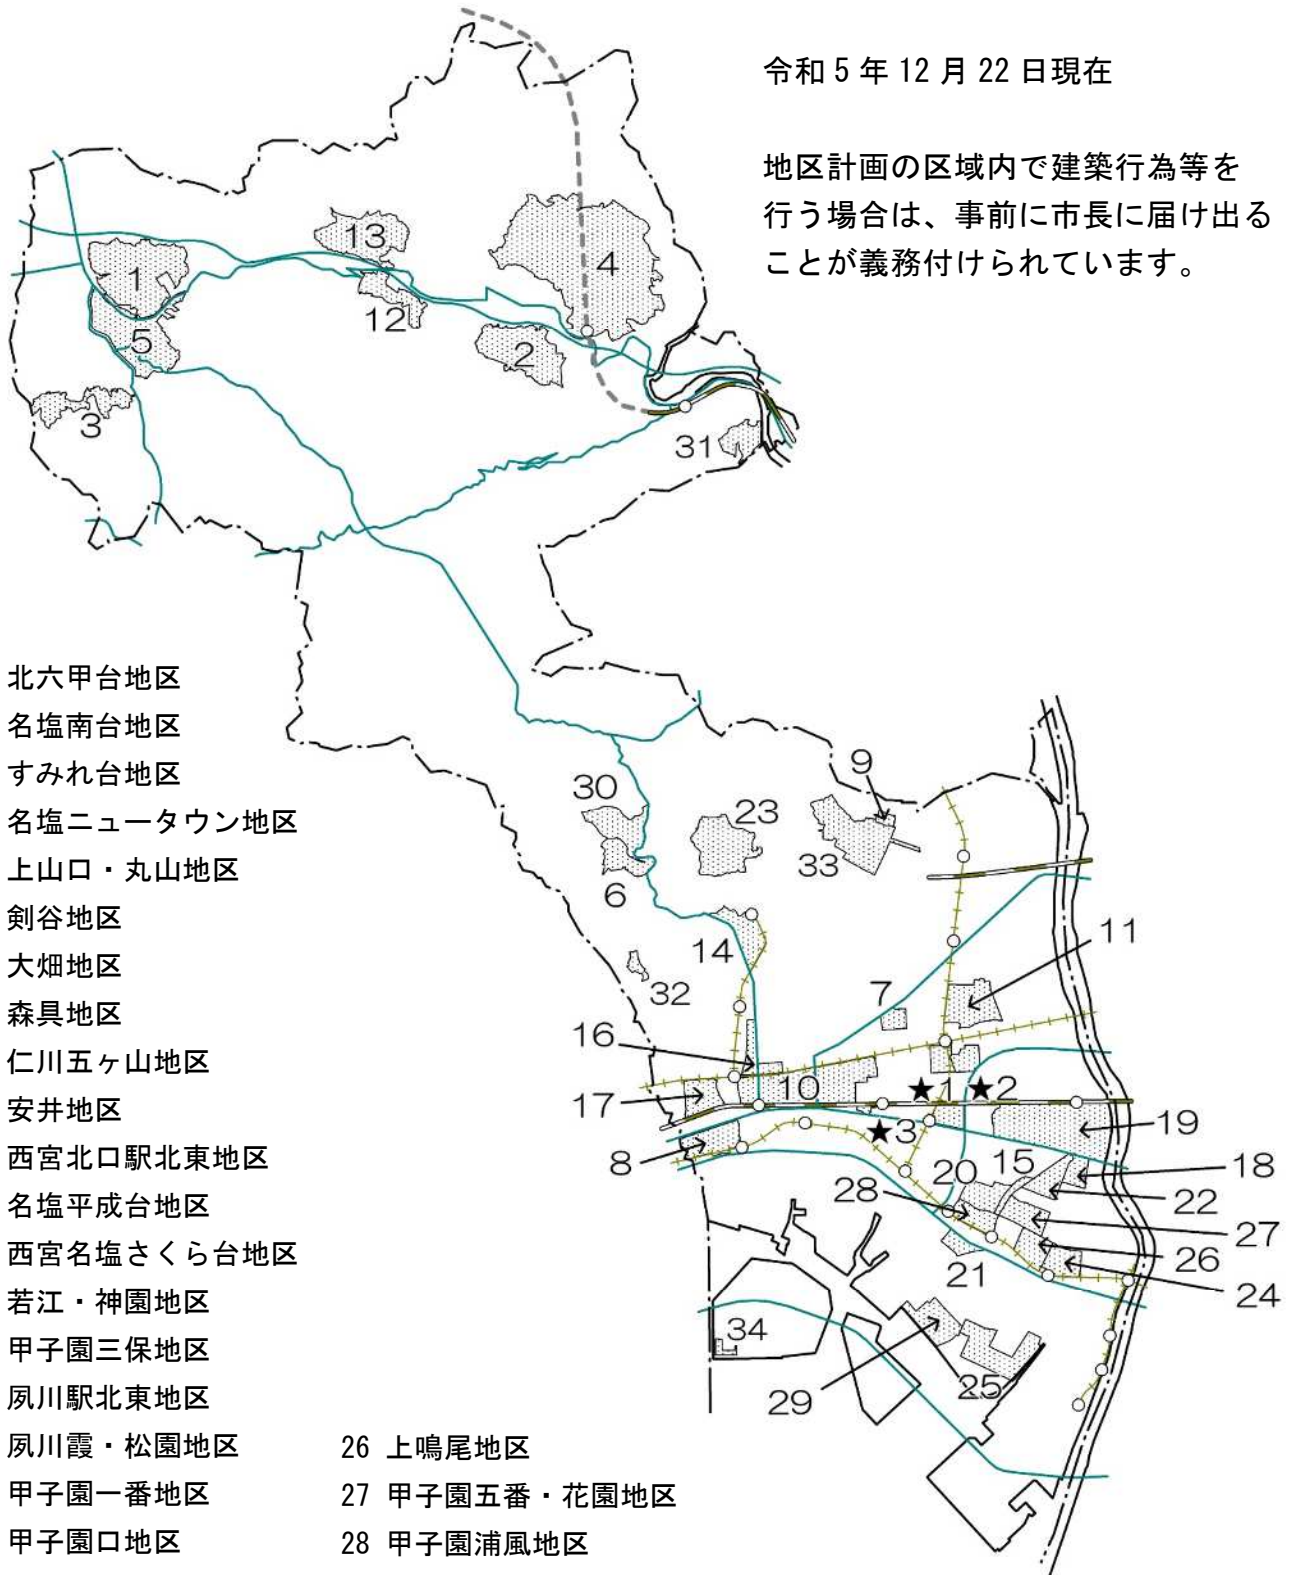 令和5年12月22日現在
地区計画の区域内で建築行為等を
行う場合は、事前に市長に届け出る
ことが義務付けられています。
13
4
1
12
5
2
3
31
北六甲台地区
名塩南台地区
すみれ台地区
名塩ニュータウン地区
上山口・丸山地区
剣谷地区
大畑地区
森具地区
仁川五ヶ山地区
安井地区
西宮北口駅北東地区
名塩平成台地区
西宮名塩さくら台地区
若江・神園地区
甲子園三保地区
夙川駅北東地区
夙川霞・松園地区
甲子園一番地区
甲子園口地区
26 上鳴尾地区
27 甲子園五番・花園地区
28 甲子園浦風地区
9
30
23
33
6
11
14
32
7
16
17
10
★1
★2
★3
19
8
20
15
18
28
22
27
21
26
24
34
29
25